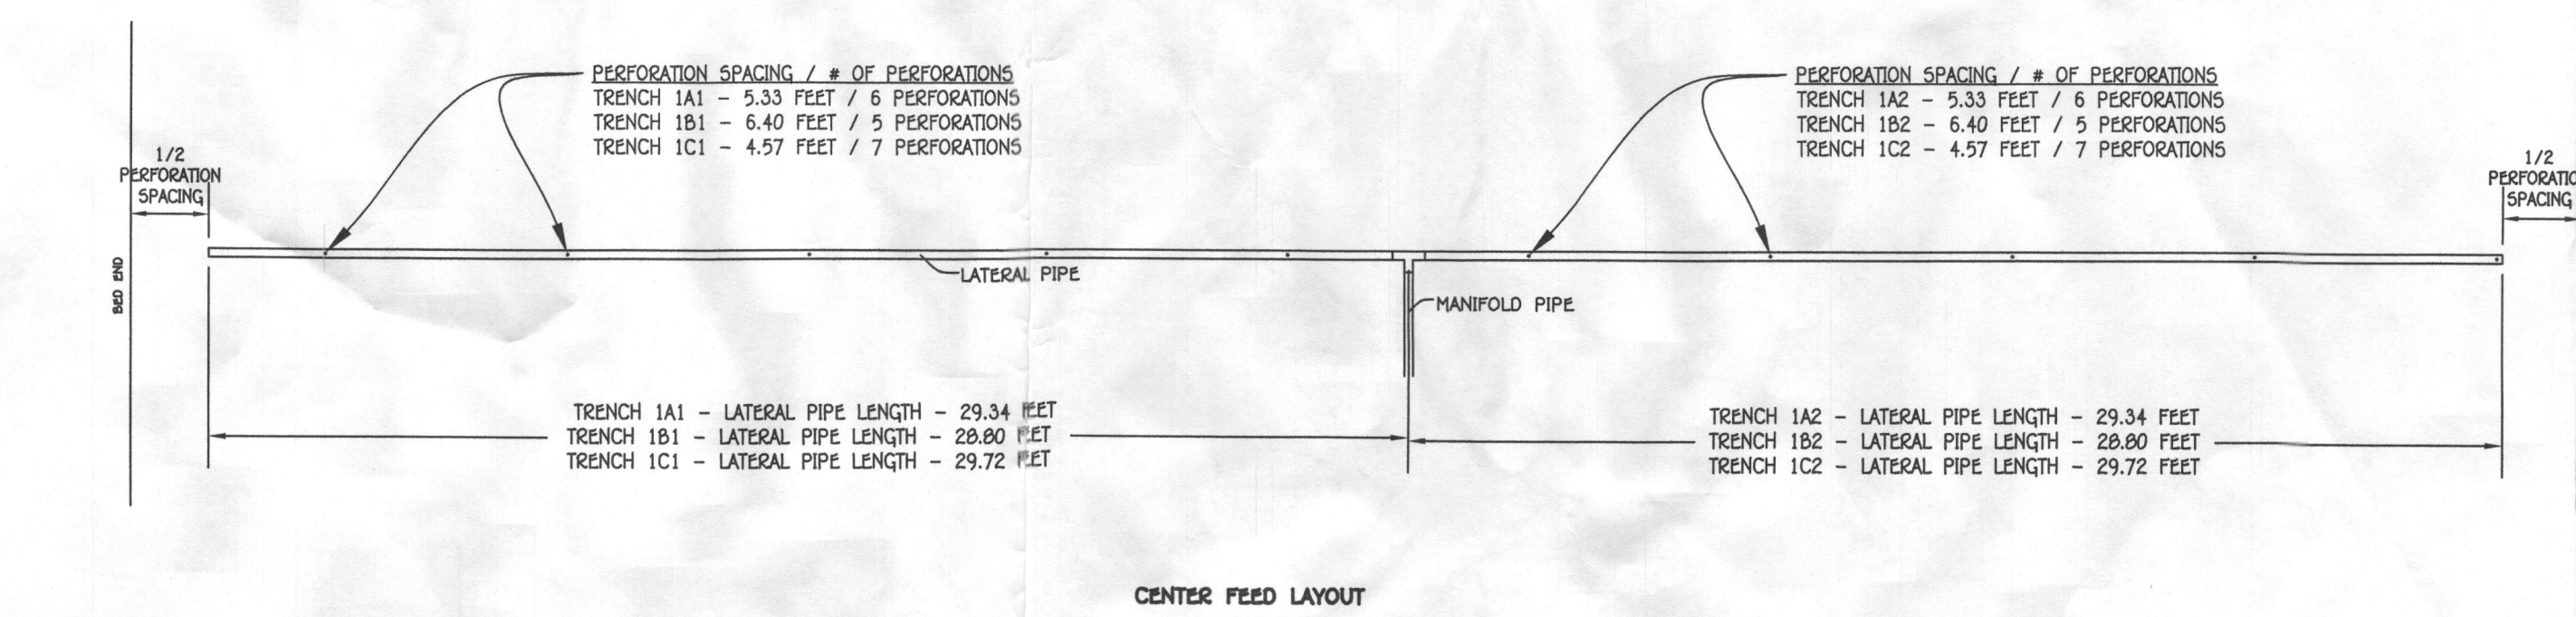 PERFORATION SPACING / # OF PERFORATIONS
TRENCH 1A1 - 5.33 FEET / 6 PERFORATIONS
TRENCH 1B1 - 6.40 FEET / 5 PERFORATIONS
TRENCH 1C1 - 4.57 FEET / 7 PERFORATIONS
PERFORATION SPACING / # OF PERFORATIONS
TRENCH 1A2 - 5.33 FEET / 6 PERFORATIONS
TRENCH 1B2 - 6.40 FEET / 5 PERFORATIONS
TRENCH 1C2 - 4.57 FEET / 7 PERFORATIONS
1/2
PERFORATION
SPACING
1/2
PERFORATIO
SPACING
BED END
LATERAL PIPE
MANIFOLD PIPE
TRENCH 1A1 - LATERAL PIPE LENGTH - 29.34 FEET
TRENCH 1B1 - LATERAL PIPE LENGTH - 28.80 FEET
TRENCH 1C1 - LATERAL PIPE LENGTH - 29.72 FEET
TRENCH 1A2 - LATERAL PIPE LENGTH - 29.34 FEET
TRENCH 1B2 - LATERAL PIPE LENGTH - 28.80 FEET
TRENCH 1C2 - LATERAL PIPE LENGTH - 29.72 FEET
CENTER FEED LAYOUT